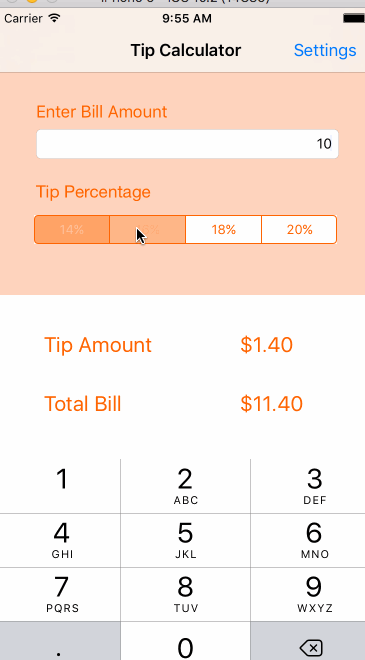 Carrier 9:55 AM
Tip Calculator Settings
Enter Bill Amount
10
Tip Percentage
14% 18% 20%
Tip Amount $1.40
Total Bill $11.40
1 2 3
ABC DEF
4 5 6
GHI JKL MNO
7 8 9
PQRS TUV WXYZ
. 0